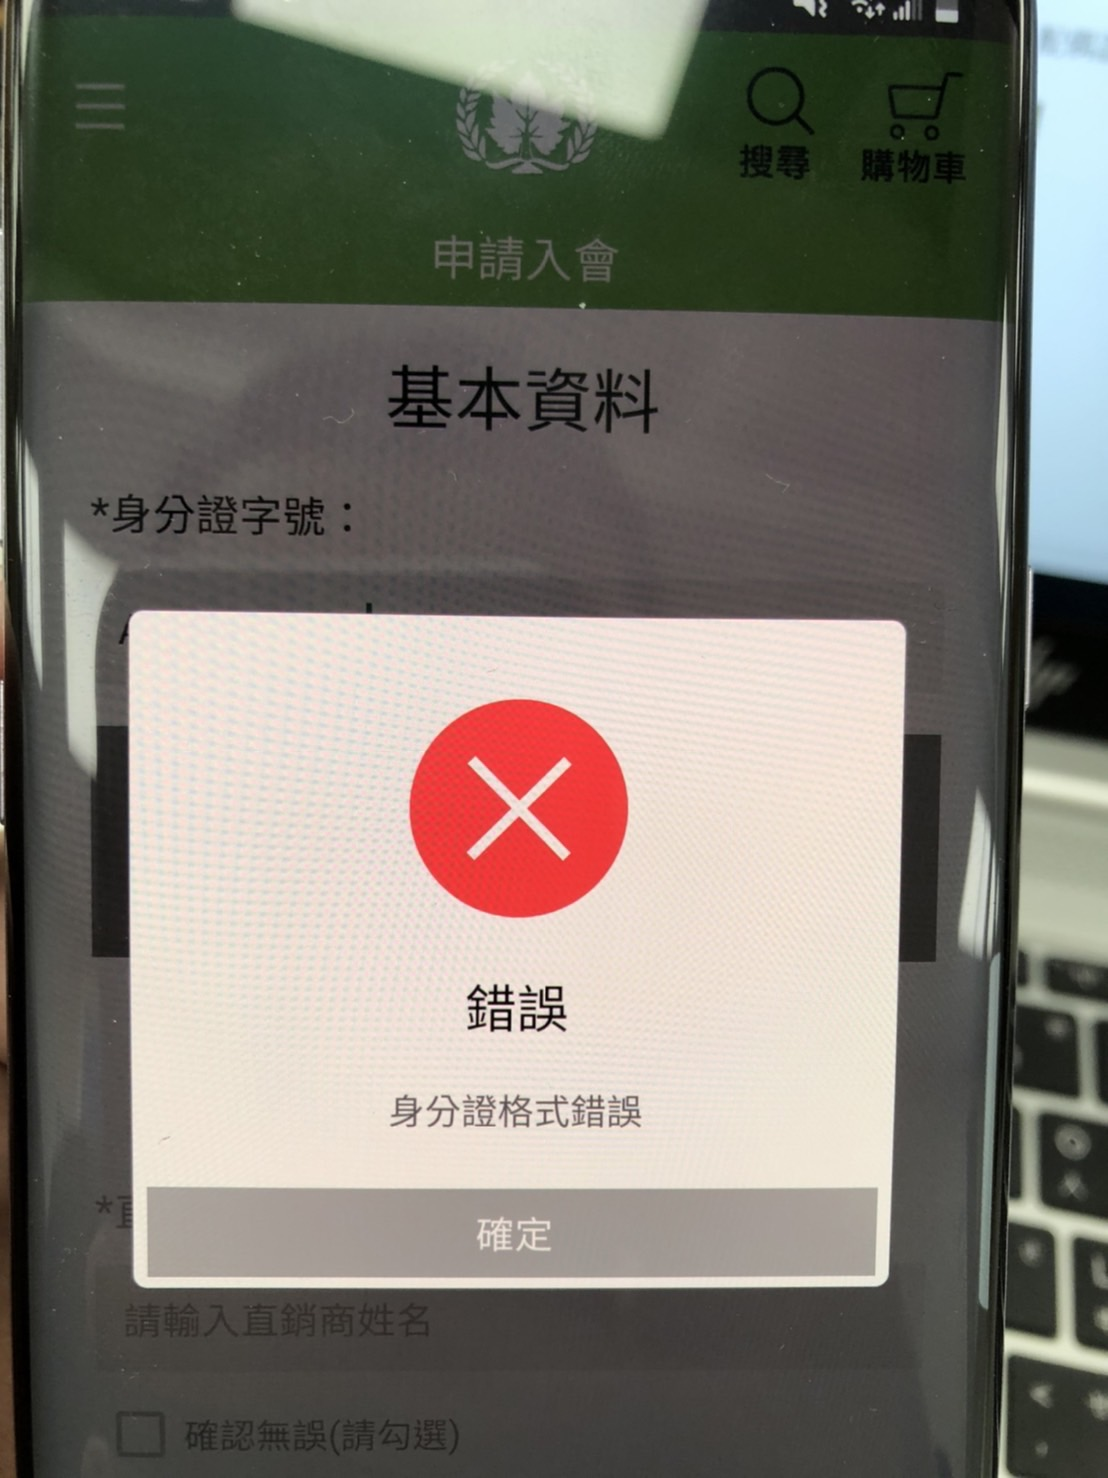 搜尋
購物車
申請入會
基本資料
*身分證字號：
錯誤
身分證格式錯誤
確定
請輸入直銷商姓名
確認無誤(請勾選)